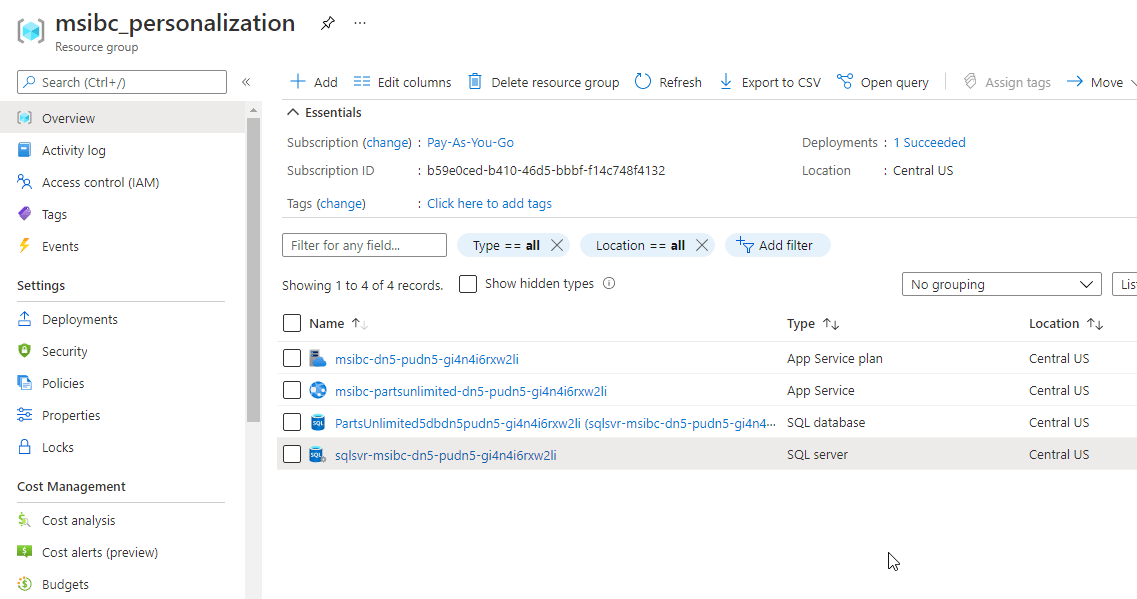 msibc_personalization
Resource group
Search (Ctrl+/)
Overview
Activity log
Access control (IAM)
Tags
Events
Settings
Deployments
Security
Policies
Properties
Locks
Cost Management
Cost analysis
Cost alerts (preview)
Budgets
Add Edit columns Delete resource group Refresh Export to CSV Open query Assign tags Move
Essentials
Subscription (change) : Pay-As-You-Go Deployments : 1 Succeeded
Subscription ID : b59e0ced-b410-46d5-bbbf-f14c748f4132 Location : Central US
Tags (change) : Click here to add tags
Filter for any field... Type == all Location == all Add filter
Showing 1 to 4 of 4 records. Show hidden types No grouping Lis
Name Type Location
msibc-dn5-pudn5-gi4n4i6rxw2li App Service plan Central US
msibc-partsunlimited-dn5-pudn5-gi4n4i6rxw2li App Service Central US
SQL PartsUnlimited5dbdn5pudn5-gi4n4i6rxw2li (sqlsvr-msibc-dn5-pudn5-gi4n4... SQL database Central US
SQL sqlsvr-msibc-dn5-pudn5-gi4n4i6rxw2li SQL server Central US